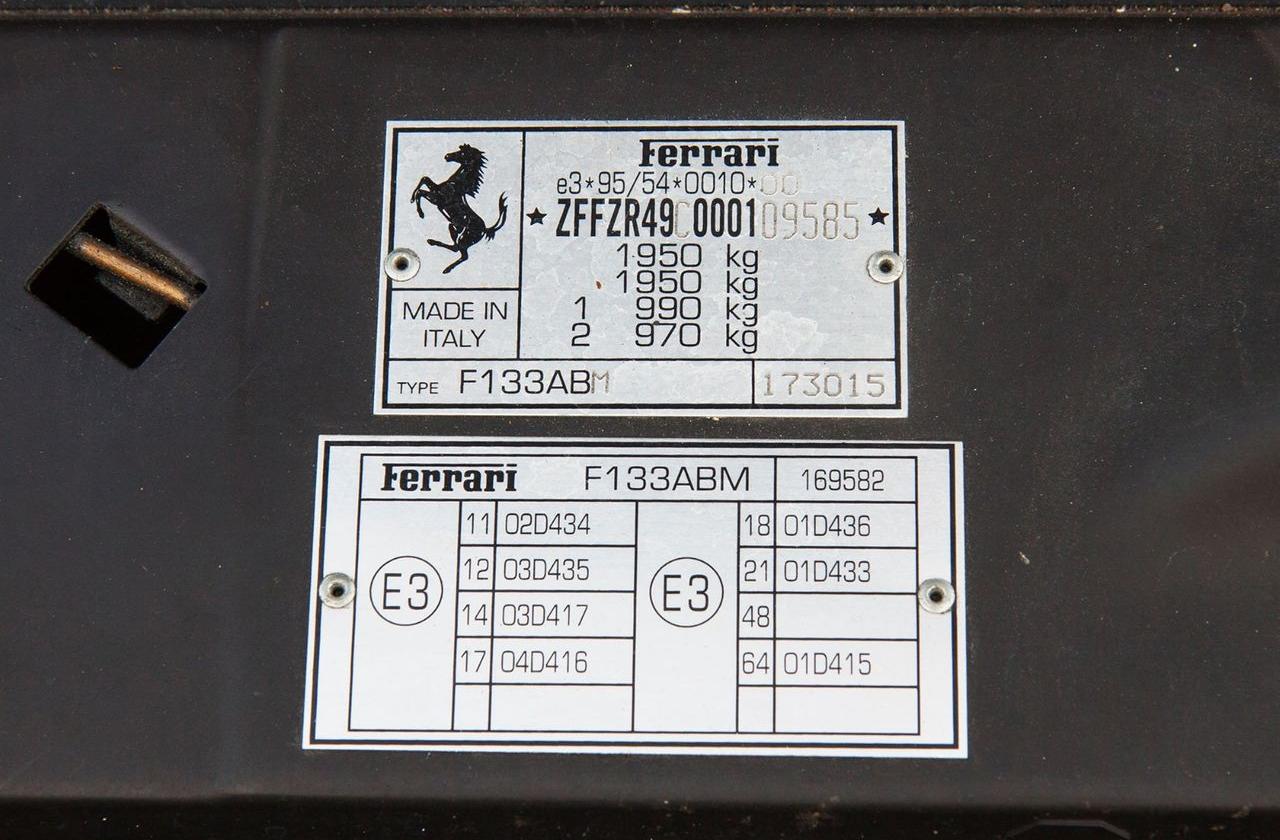 Ferrari
e3*95/54*0010*00
★ ZFFZR49C000109585 ★
1950 kg
1950 kg
1 990 kg
2 970 kg
MADE IN
ITALY
TYPE F133ABM 173015
Ferrari F133ABM 169582
11 02D434 18 01D436
12 03D435 21 01D433
E3 E3
14 03D417 48
17 04D416 64 01D415